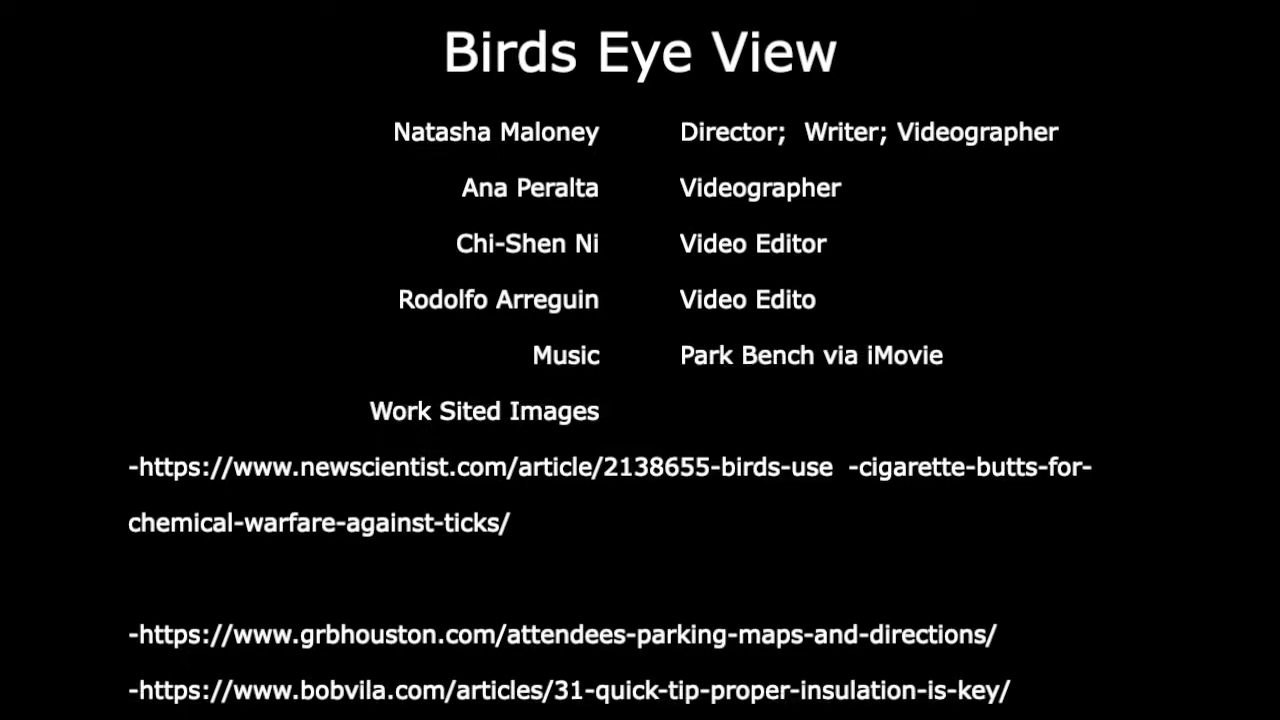 Birds Eye View
Natasha Maloney Director;  Writer; Videographer
Ana Peralta Videographer
Chi-Shen Ni Video Editor
Rodolfo Arreguin Video Edito
Music Park Bench via iMovie
Work Sited Images
-https://www.newscientist.com/article/2138655-birds-use  -cigarette-butts-for-
chemical-warfare-against-ticks/
-https://www.grbhouston.com/attendees-parking-maps-and-directions/
-https://www.bobvila.com/articles/31-quick-tip-proper-insulation-is-key/